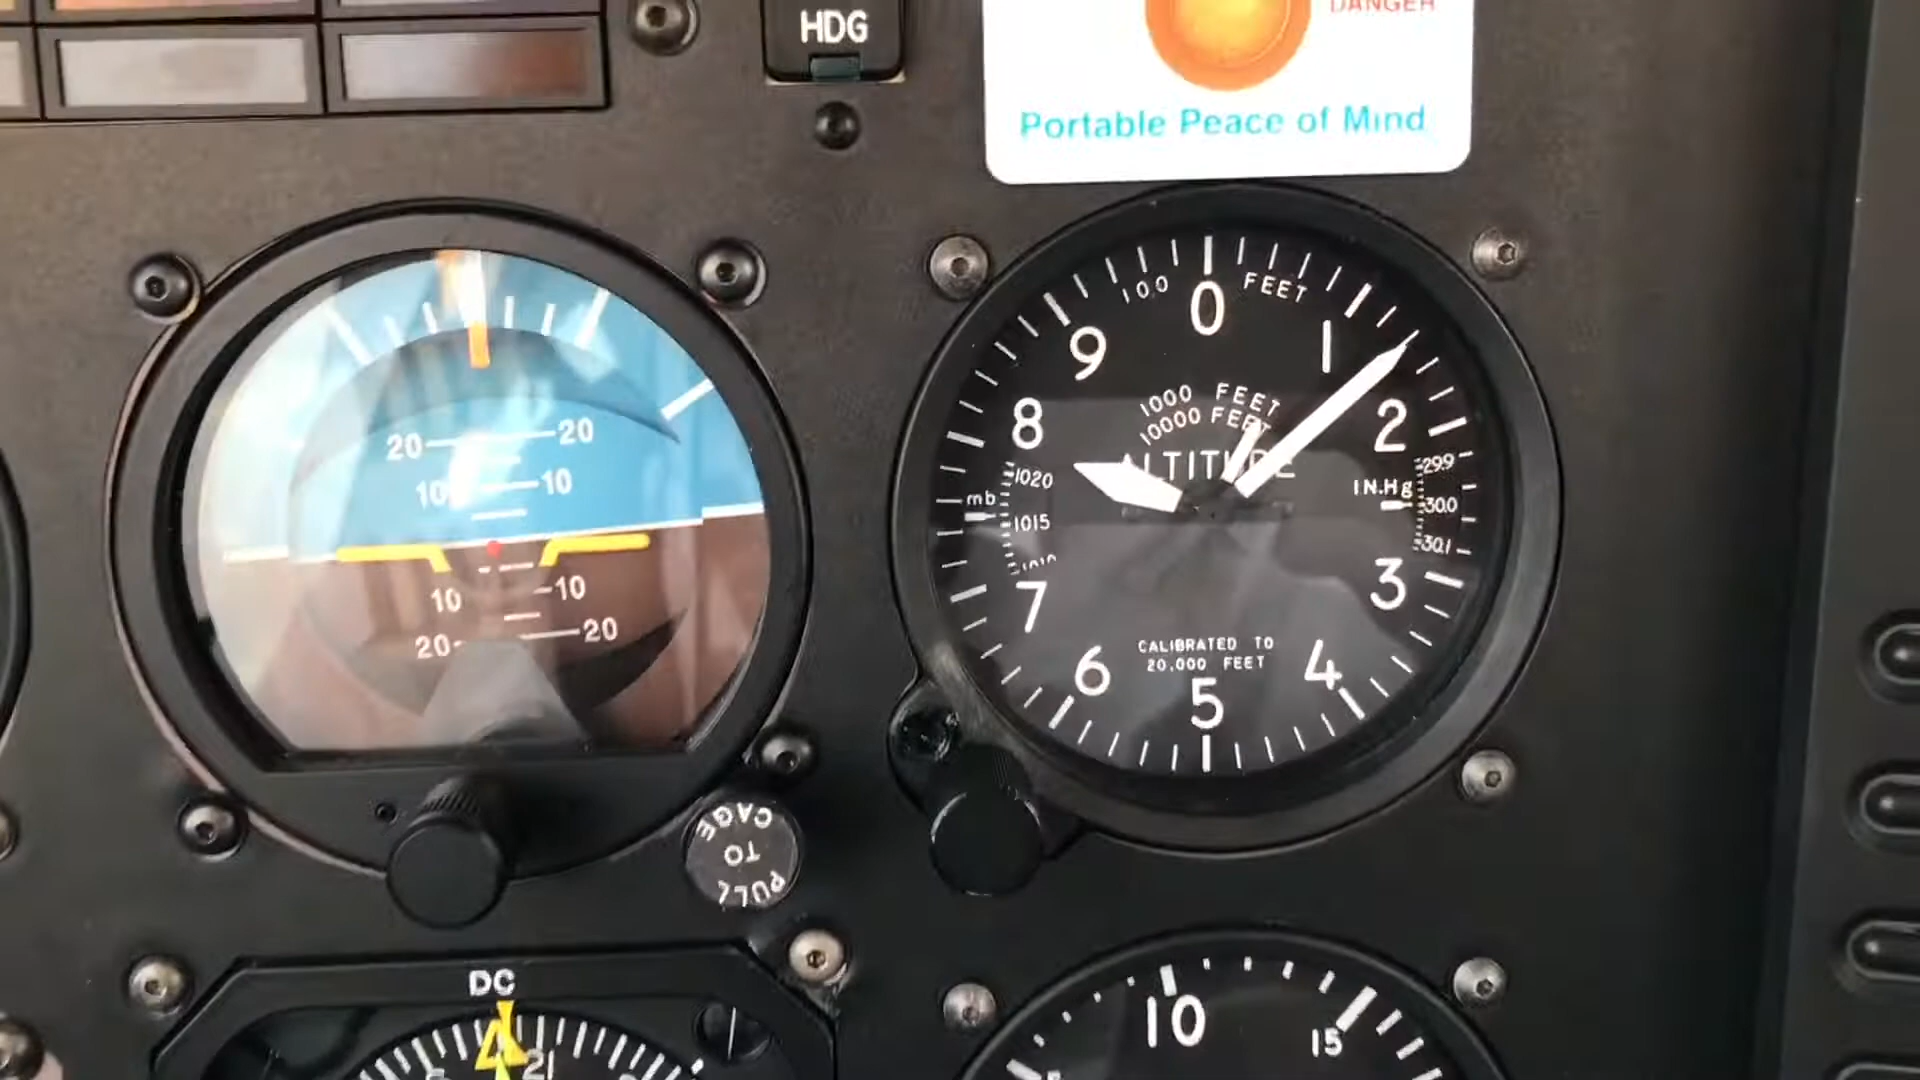 HDG
DANGER
Portable Peace of Mind
100 FEET
0
1
2
3
4
5
6
7
8
9
1000 FEET
10000 FEET
ALTITUDE
mb
1020
1015
1010
IN.Hg
29.9
30.0
30.1
CALIBRATED TO
20,000 FEET
20 20
10 10
10 10
20 20
PULL
TO
CAGE
DC
21
10
15
5